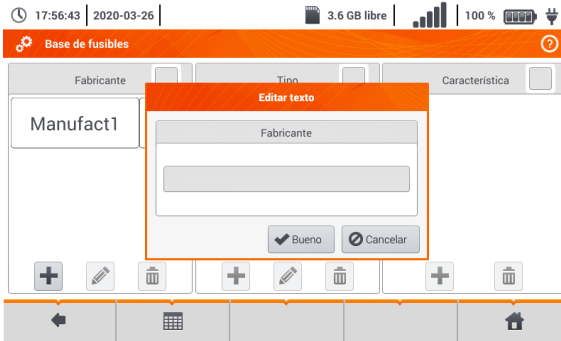 17:56:43 2020-03-26 3.6 GB libre 100 %
Base de fusibles
Fabricante Tipo Característica
Editar texto
Manufact1
Fabricante
Bueno Cancelar